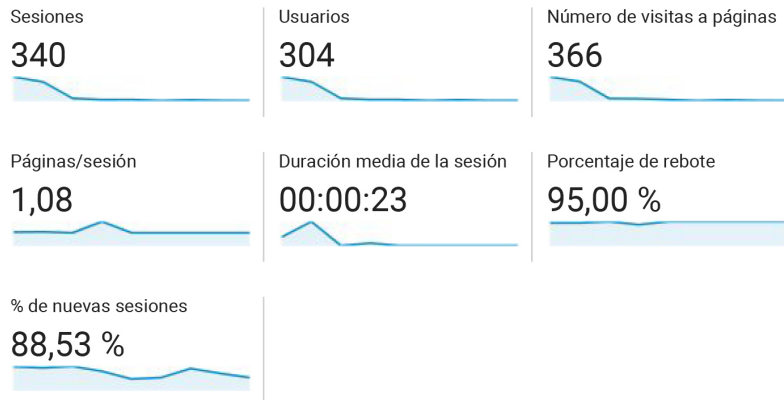 Sesiones
340
Usuarios
304
Número de visitas a páginas
366
Páginas/sesión
1,08
Duración media de la sesión
00:00:23
Porcentaje de rebote
95,00 %
% de nuevas sesiones
88,53 %